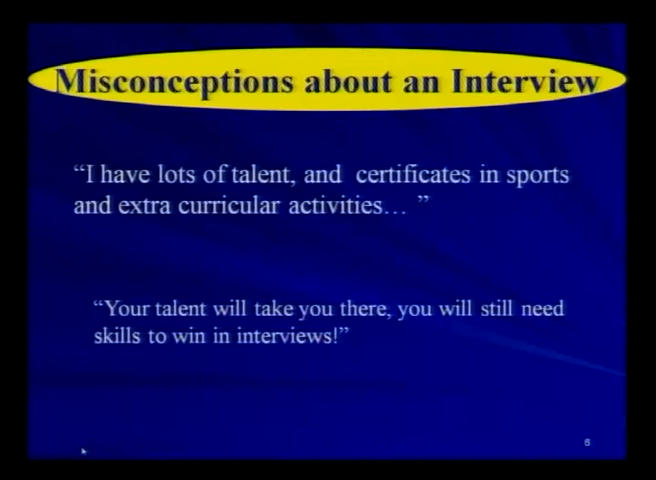 Misconceptions about an Interview
“I have lots of talent, and certificates in sports
and extra curricular activities… ”
“Your talent will take you there, you will still need
skills to win in interviews!”
6